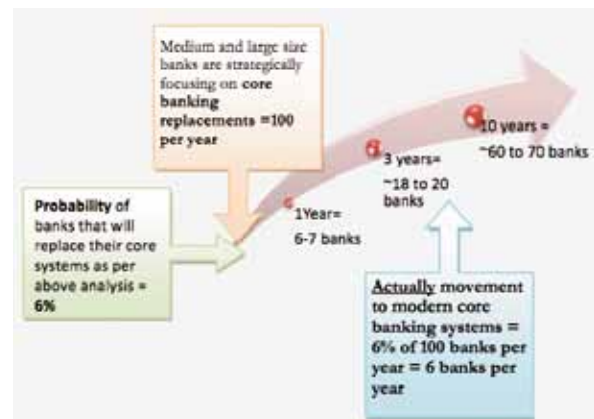 Medium and large size
banks are strategically
focusing on core
banking
replacements =100
per year
10 years =
~60 to 70 banks
3 years=
~18 to 20
banks
1Year=
6-7 banks
Probability of
banks that will
replace their core
systems as per
above analysis =
6%
Actually movement
to modern core
banking systems =
6% of 100 banks per
year = 6 banks per
year